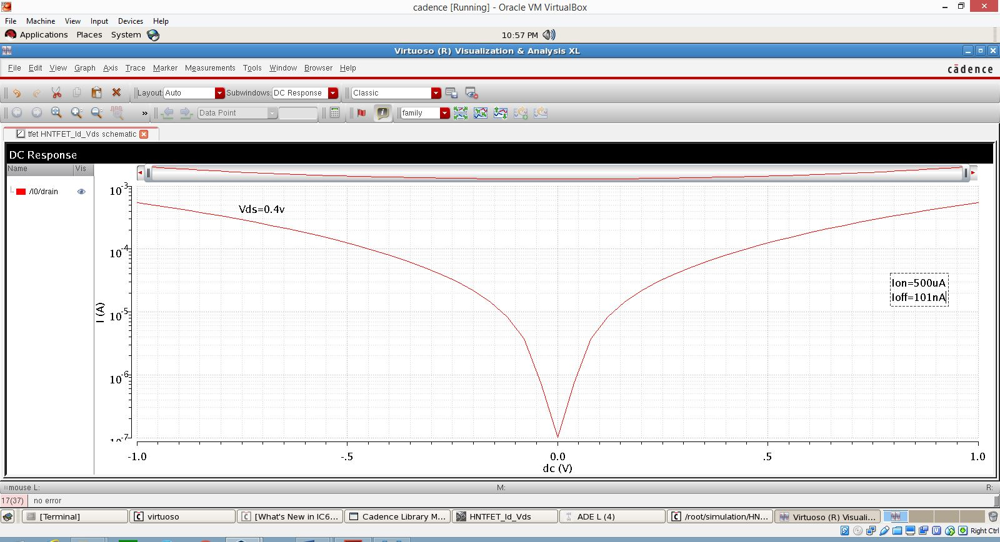 cadence [Running] - Oracle VM VirtualBox
File Machine View Input Devices Help
Applications Places System 10:57 PM
Virtuoso (R) Visualization & Analysis XL
File Edit View Graph Axis Trace Marker Measurements Tools Window Browser Help
cādence
Layout: Auto Subwindows: DC Response Classic
» Data Point family
tfet HNTFET_Id_Vds schematic
DC Response
Name Vis
/I0/drain
10^-3
Vds=0.4v
10^-4
Ion=500uA
Ioff=101nA
I (A)
10^-5
10^-6
10^-7
-1.0 -.5 0.0 .5 1.0
dc (V)
mouse L: M: R:
17(37) no error
[Terminal] virtuoso [What's New in IC6... Cadence Library M... HNTFET_Id_Vds ADE L (4) /root/simulation/HN... Virtuoso (R) Visuali...
Right Ctrl